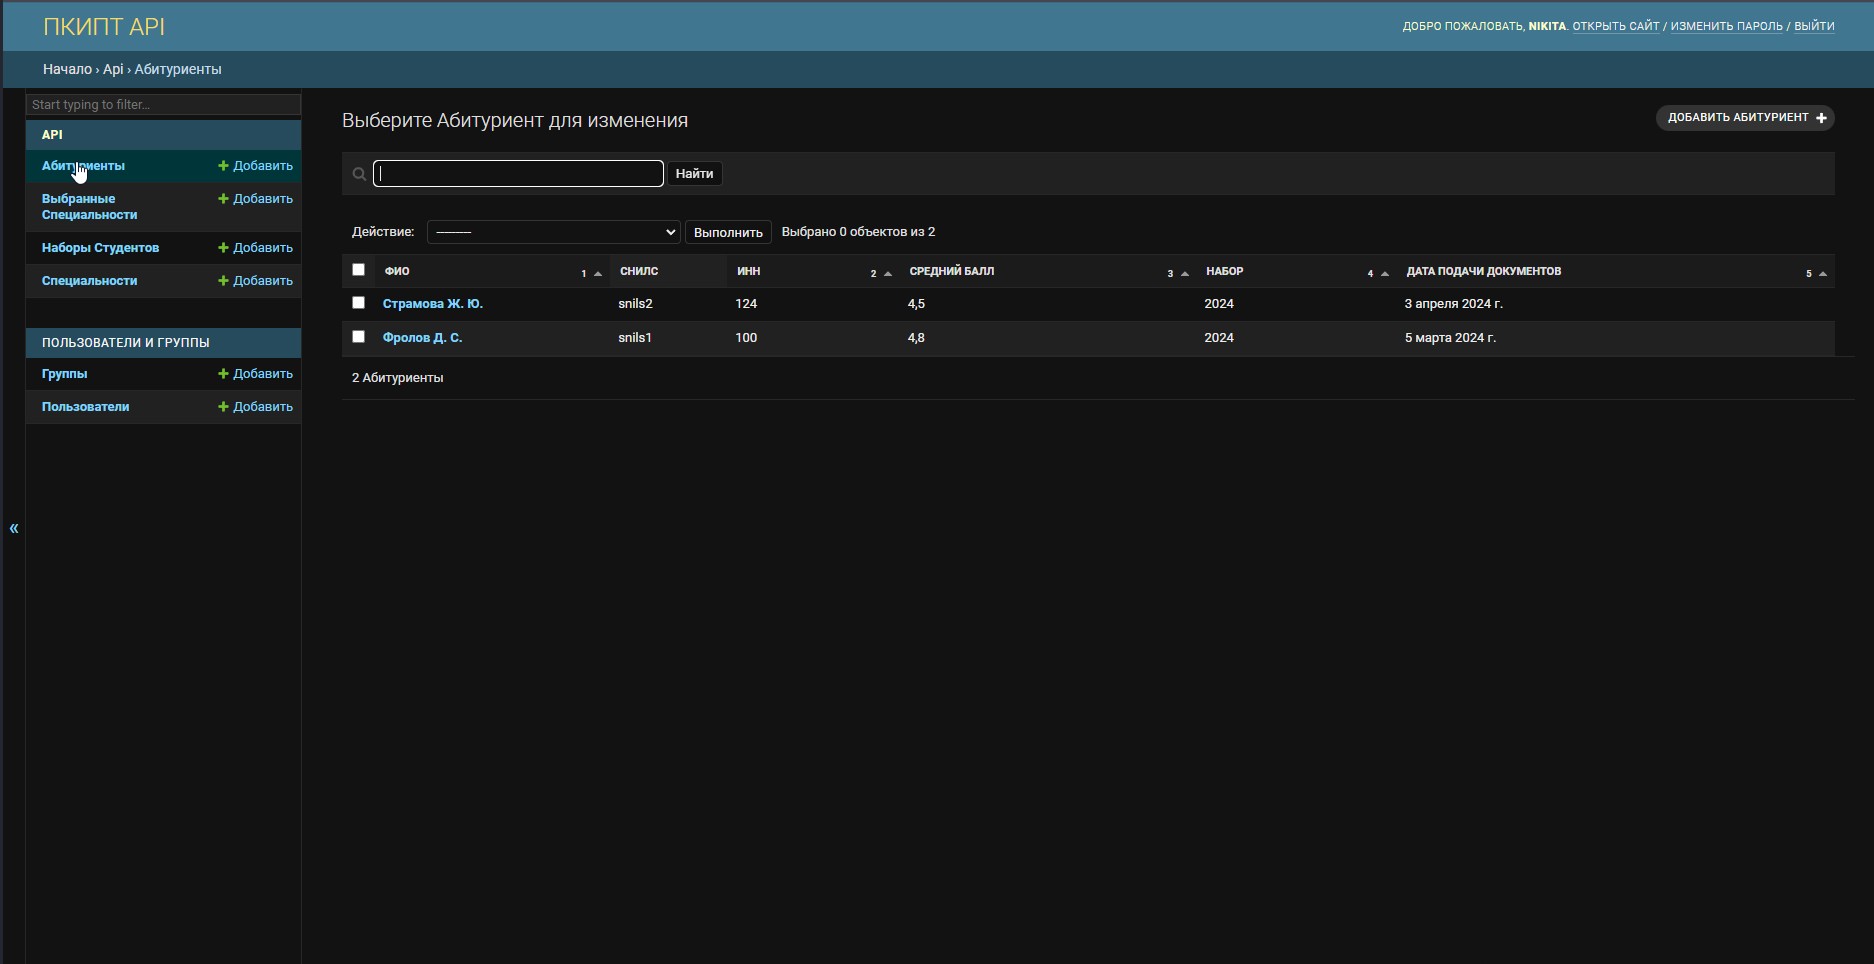 ПКИПТ API
ДОБРО ПОЖАЛОВАТЬ, NIKITA. ОТКРЫТЬ САЙТ / ИЗМЕНИТЬ ПАРОЛЬ / ВЫЙТИ
Начало › Api › Абитуриенты
Start typing to filter...
API
Абитуриенты + Добавить
Выбранные Специальности + Добавить
Наборы Студентов + Добавить
Специальности + Добавить
ПОЛЬЗОВАТЕЛИ И ГРУППЫ
Группы + Добавить
Пользователи + Добавить
«
Выберите Абитуриент для изменения
ДОБАВИТЬ АБИТУРИЕНТ +
Найти
Действие: --------- Выполнить Выбрано 0 объектов из 2
ФИО 1 СНИЛС ИНН 2 СРЕДНИЙ БАЛЛ 3 НАБОР 4 ДАТА ПОДАЧИ ДОКУМЕНТОВ 5
Страмова Ж. Ю. snils2 124 4,5 2024 3 апреля 2024 г.
Фролов Д. С. snils1 100 4,8 2024 5 марта 2024 г.
2 Абитуриенты